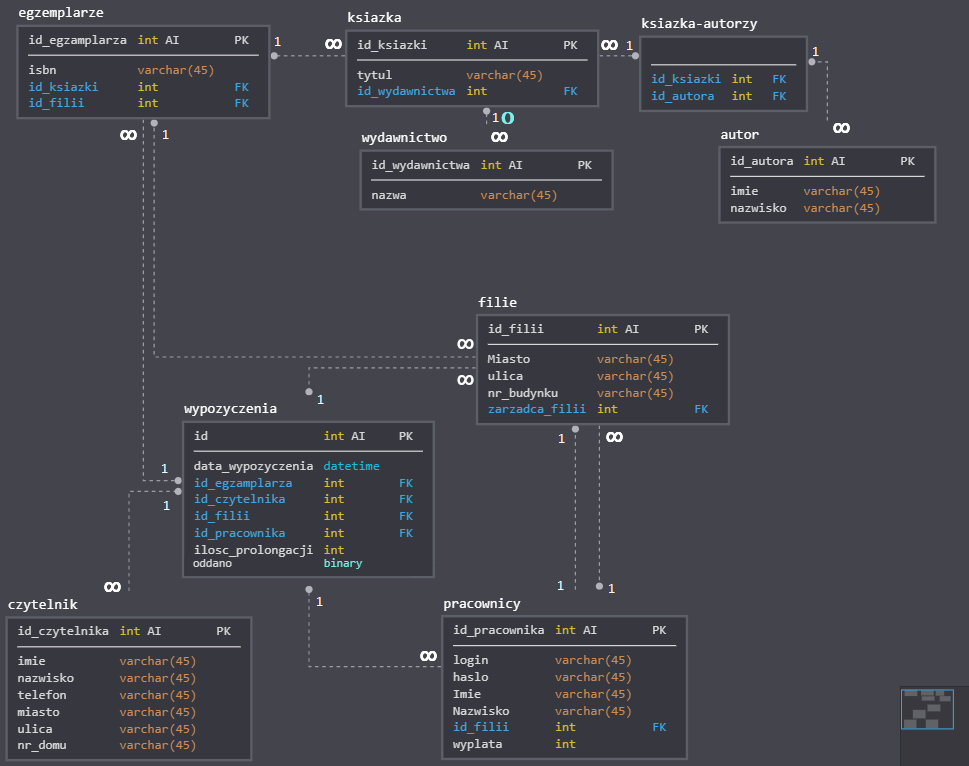 egzemplarze
id_egzamplarza int AI PK
isbn varchar(45)
id_ksiazki int FK
id_filii int FK
1
∞
∞
1
ksiazka
id_ksiazki int AI PK
tytul varchar(45)
id_wydawnictwa int FK
∞ 1
1 0
∞
ksiazka-autorzy
id_ksiazki int FK
id_autora int FK
1
∞
wydawnictwo
id_wydawnictwa int AI PK
nazwa varchar(45)
autor
id_autora int AI PK
imie varchar(45)
nazwisko varchar(45)
filie
id_filii int AI PK
Miasto varchar(45)
ulica varchar(45)
nr_budynku varchar(45)
zarzadca_filii int FK
∞
∞
1
1
∞
wypozyczenia
id int AI PK
data_wypozyczenia datetime
id_egzamplarza int FK
id_czytelnika int FK
id_filii int FK
id_pracownika int FK
ilosc_prolongacji int
oddano binary
1
1
∞
1
∞
1
1
czytelnik
id_czytelnika int AI PK
imie varchar(45)
nazwisko varchar(45)
telefon varchar(45)
miasto varchar(45)
ulica varchar(45)
nr_domu varchar(45)
pracownicy
id_pracownika int AI PK
login varchar(45)
haslo varchar(45)
Imie varchar(45)
Nazwisko varchar(45)
id_filii int FK
wyplata int